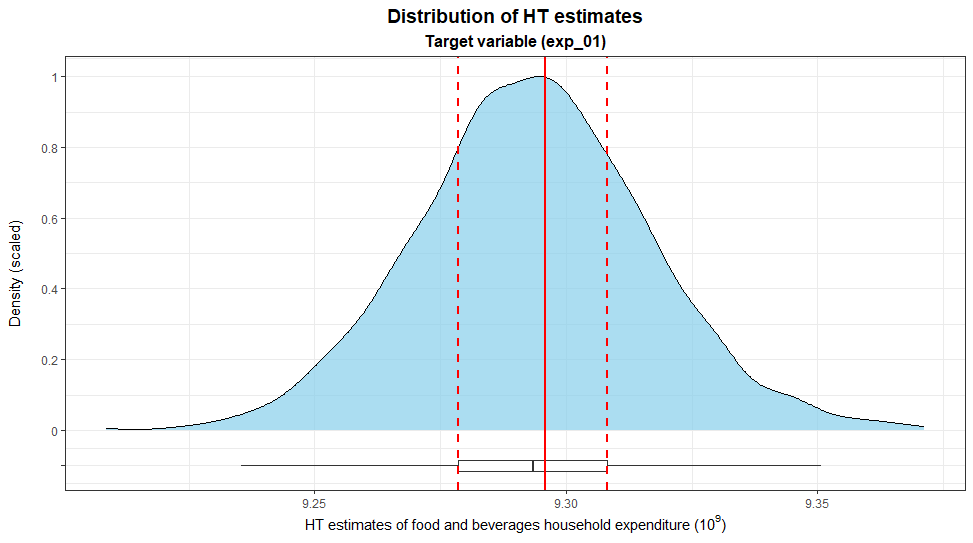 Distribution of HT estimates
Target variable (exp_01)
Density (scaled)
1
0.8
0.6
0.4
0.2
0
9.25 9.30 9.35
HT estimates of food and beverages household expenditure (10⁹)